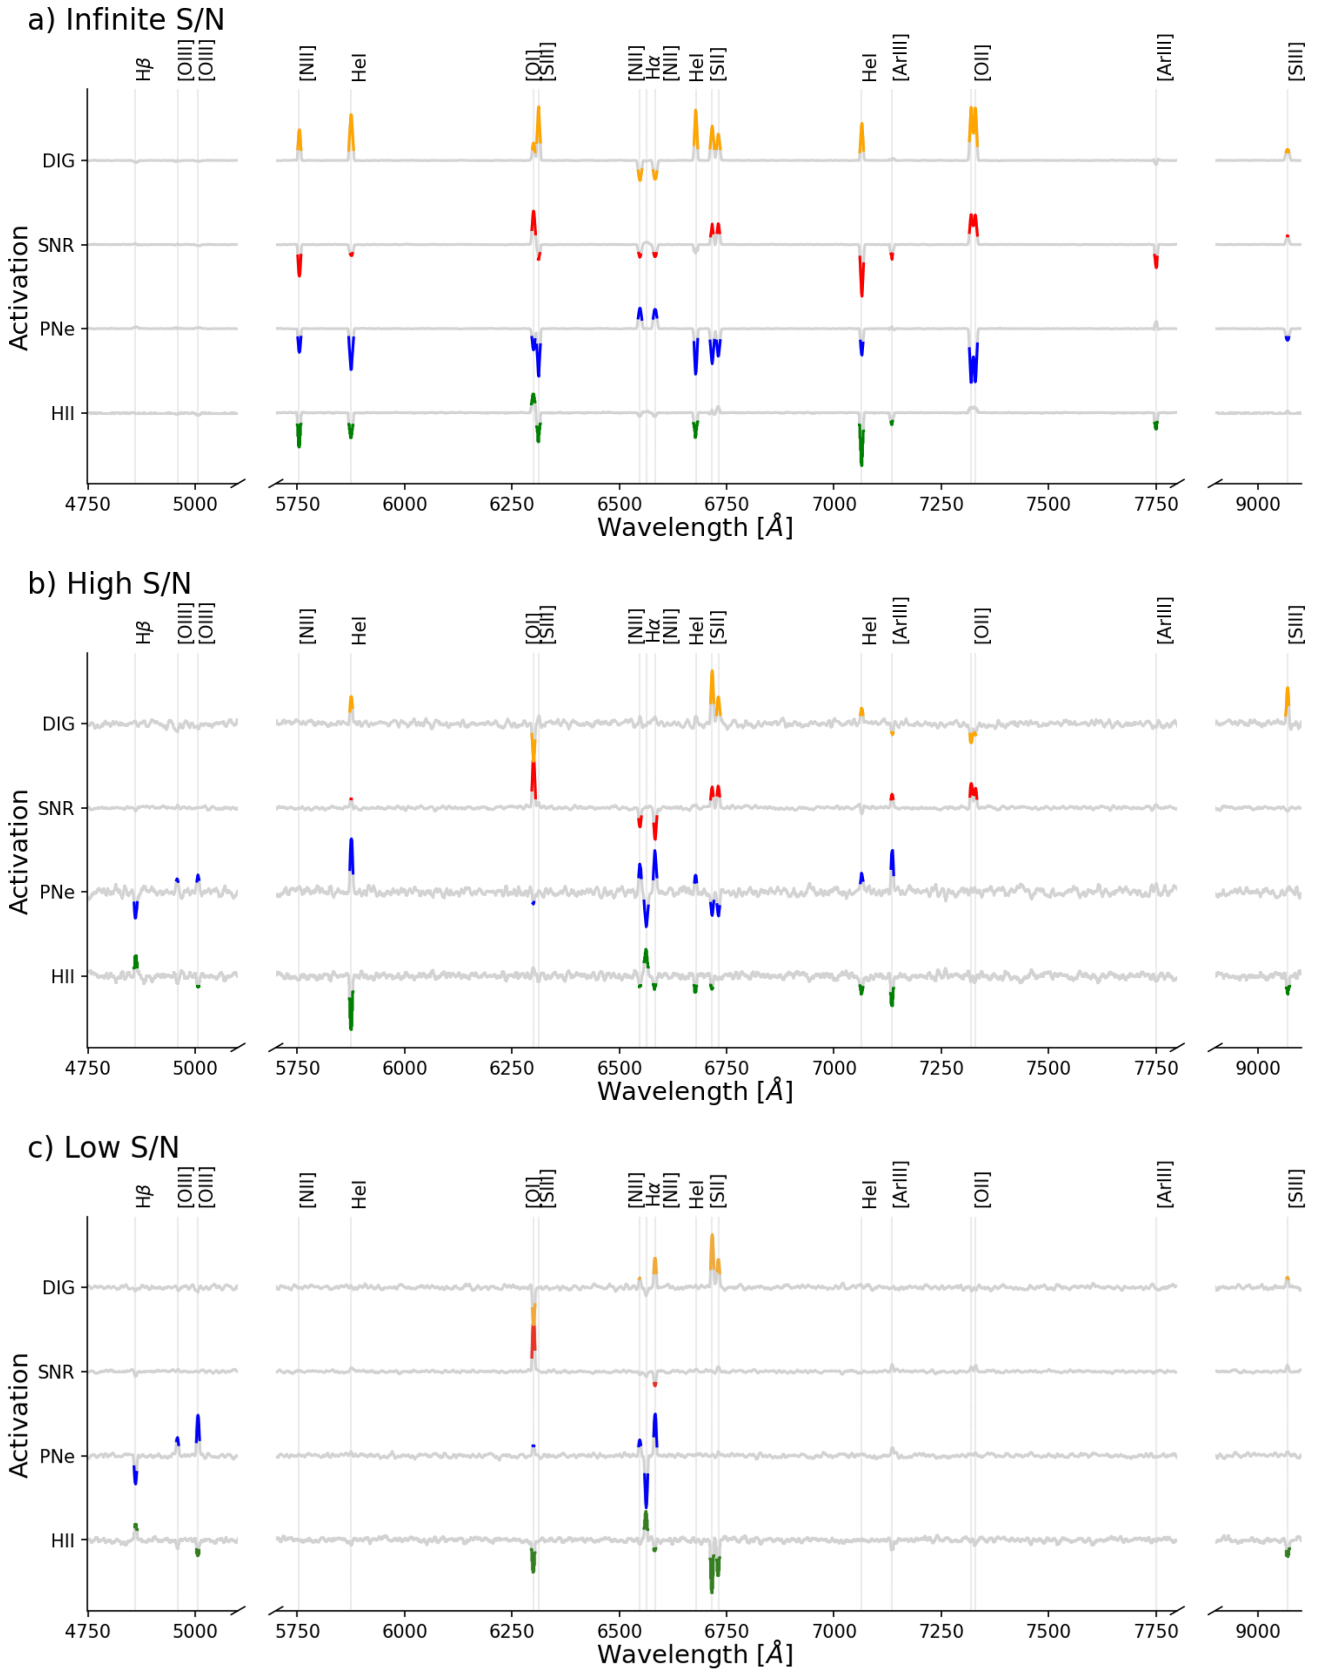 a) Infinite S/N
Hβ [OIII] [OIII] [NII] HeI [OI] [SIII] [NII] Hα [NII] HeI [SII] HeI [ArIII] [OII] [ArIII] [SIII]
Activation
DIG
SNR
PNe
HII
4750 5000 5750 6000 6250 6500 6750 7000 7250 7500 7750 9000
Wavelength [Å]
b) High S/N
Hβ [OIII] [OIII] [NII] HeI [OI] [SIII] [NII] Hα [NII] HeI [SII] HeI [ArIII] [OII] [ArIII] [SIII]
Activation
DIG
SNR
PNe
HII
4750 5000 5750 6000 6250 6500 6750 7000 7250 7500 7750 9000
Wavelength [Å]
c) Low S/N
Hβ [OIII] [OIII] [NII] HeI [OI] [SIII] [NII] Hα [NII] HeI [SII] HeI [ArIII] [OII] [ArIII] [SIII]
Activation
DIG
SNR
PNe
HII
4750 5000 5750 6000 6250 6500 6750 7000 7250 7500 7750 9000
Wavelength [Å]